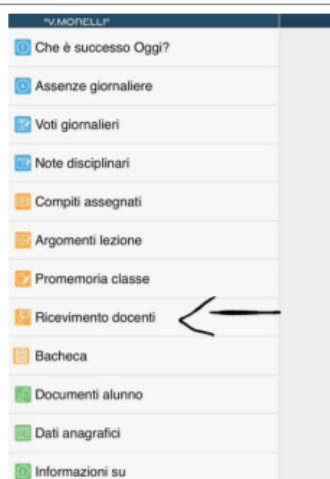 "V.MORELLI"
Che è successo Oggi?
Assenze giornaliere
Voti giornalieri
Note disciplinari
Compiti assegnati
Argomenti lezione
Promemoria classe
Ricevimento docenti
Bacheca
Documenti alunno
Dati anagrafici
Informazioni su